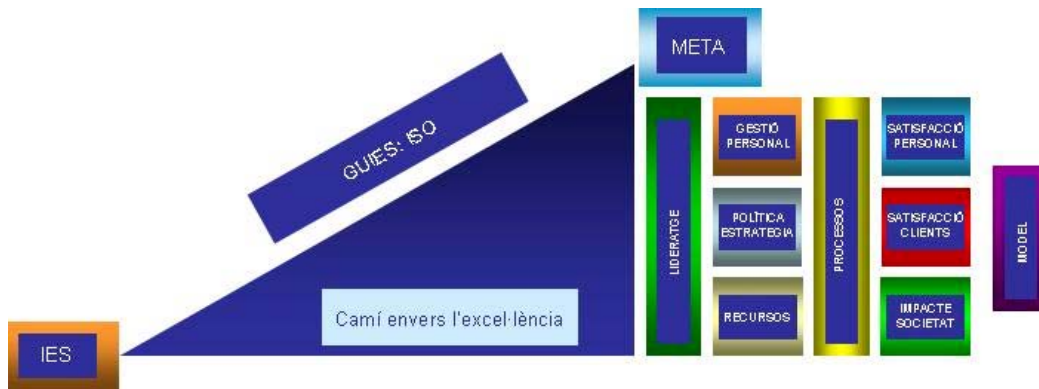 META
GUIES: ISO
GESTIÓ
PERSONAL
SATISFACCIÓ
PERSONAL
LIDERATGE
POLÍTICA
ESTRATEGIA
PROCESSOS
SATISFACCIÓ
CLIENTS
MODEL
RECURSOS
IMPACTE
SOCIETAT
Camí envers l'excel·lència
IES